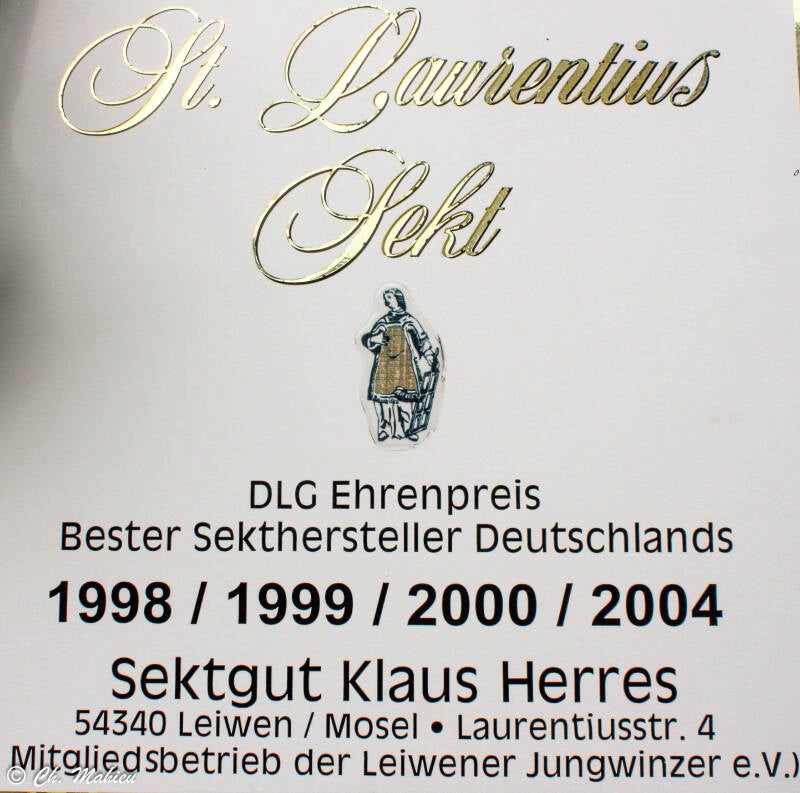 St. Laurentius
Sekt
DLG Ehrenpreis
Bester Sekthersteller Deutschlands
1998 / 1999 / 2000 / 2004
Sektgut Klaus Herres
54340 Leiwen / Mosel • Laurentiusstr. 4
Mitgliedsbetrieb der Leiwener Jungwinzer e.V.)
© Ch. Mahieu